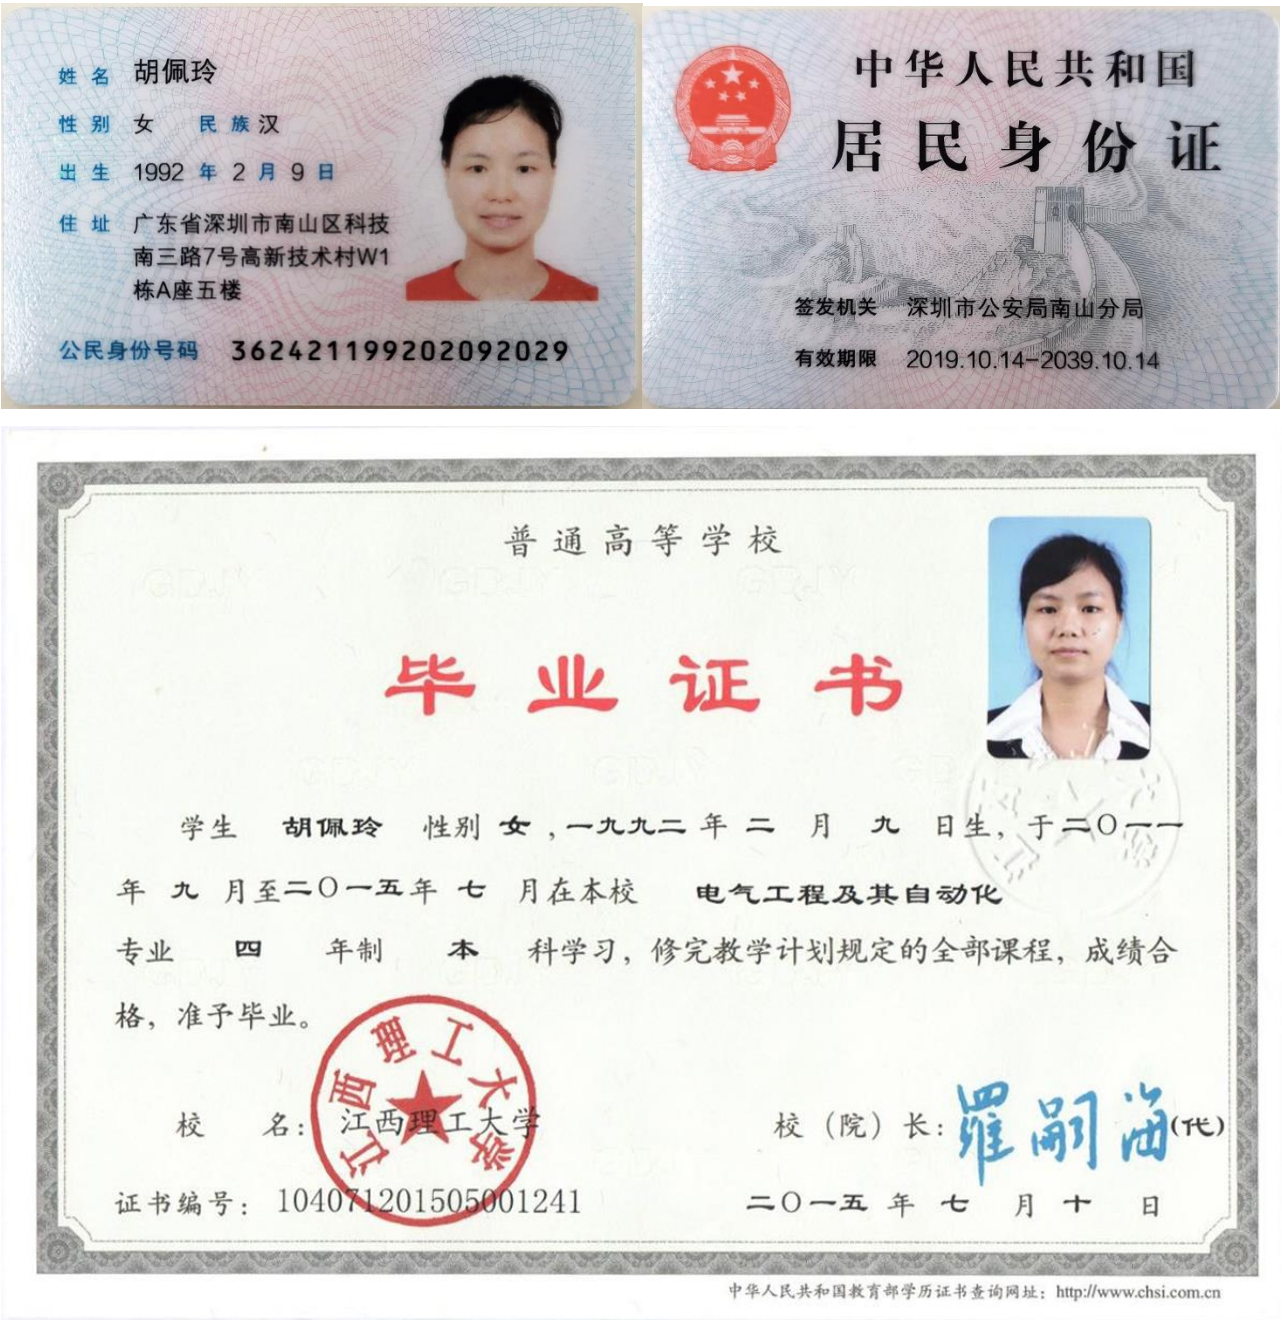 姓名 胡佩玲
性别 女 民族 汉
出生 1992 年 2 月 9 日
住址 广东省深圳市南山区科技
南三路7号高新技术村W1
栋A座五楼
公民身份号码 362421199202092029
中华人民共和国
居民身份证
签发机关 深圳市公安局南山分局
有效期限 2019.10.14-2039.10.14
普通高等学校
毕业证书
学生 胡佩玲 性别 女 ,一九九二 年 二 月 九 日生，于二〇一一
年 九 月至二〇一五年 七 月在本校 电气工程及其自动化
专业 四 年制 本 科学习，修完教学计划规定的全部课程，成绩合
格，准予毕业。
江西理工大学
校 名：江西理工大学
校（院）长：羅嗣海(代)
证书编号：104071201505001241
二〇一五 年 七 月 十 日
中华人民共和国教育部学历证书查询网址：http://www.chsi.com.cn